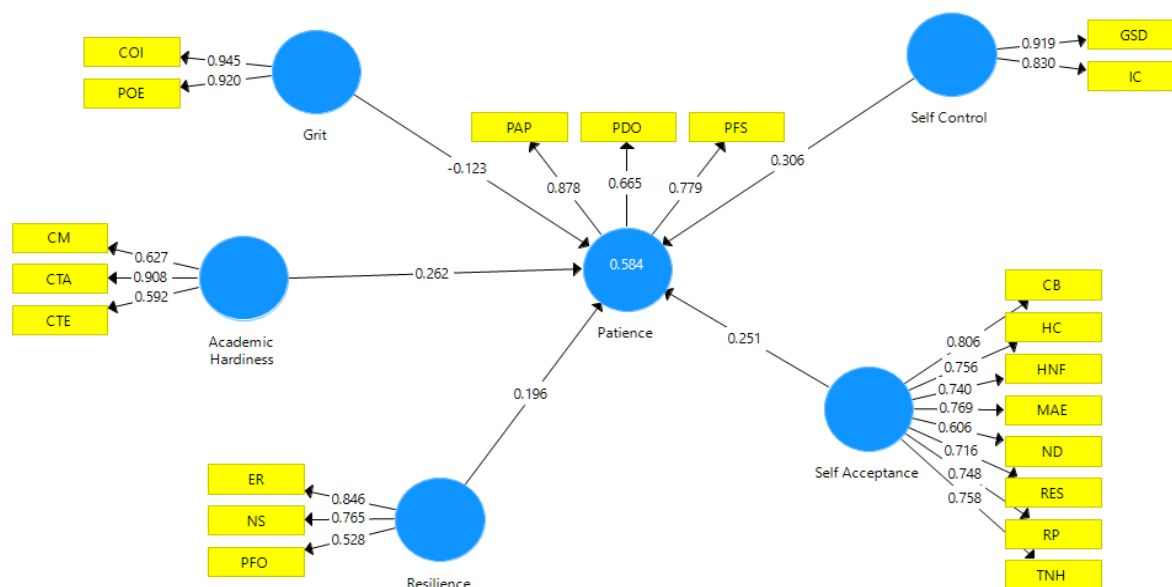 COI
0.945
POE
0.920
Grit
GSD
0.919
IC
0.830
Self Control
PAP
PDO
PFS
0.878
0.665
0.779
-0.123
0.306
CM
0.627
CTA
0.908
CTE
0.592
Academic
Hardiness
0.262
0.584
Patience
0.251
0.196
CB
0.806
HC
0.756
HNF
0.740
MAE
0.769
ND
0.606
RES
0.716
RP
0.748
TNH
0.758
Self Acceptance
ER
0.846
NS
0.765
PFO
0.528
Resilience